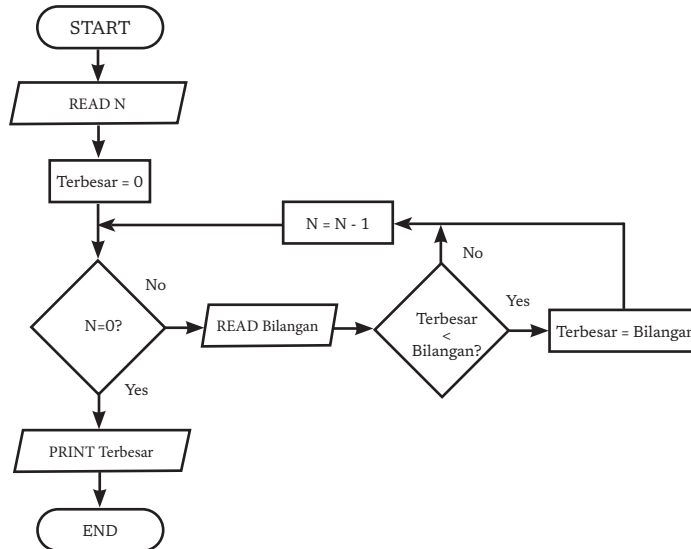 START
READ N
Terbesar = 0
N = N - 1
No
No
N=0?
READ Bilangan
Terbesar
<
Bilangan?
Yes
Terbesar = Bilangan
Yes
PRINT Terbesar
END